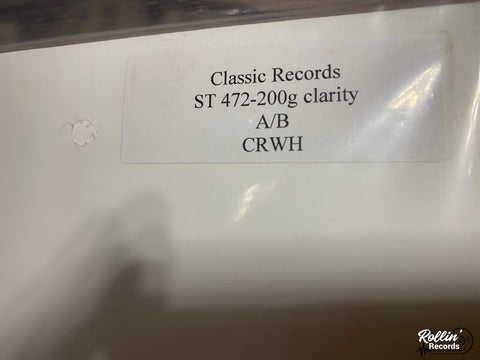 Classic Records
ST 472-200g clarity
A/B
CRWH
Rollin'
Records